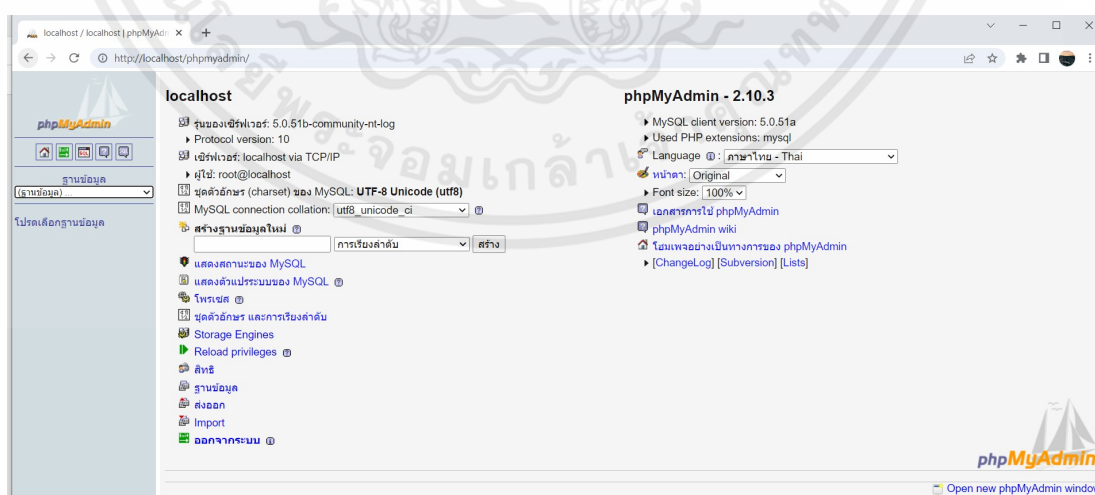 localhost / localhost | phpMyAdm
http://localhost/phpmyadmin/
phpMyAdmin
SQL
ฐานข้อมูล
(ฐานข้อมูล) ...
โปรดเลือกฐานข้อมูล
localhost
รุ่นของเซิร์ฟเวอร์: 5.0.51b-community-nt-log
Protocol version: 10
เซิร์ฟเวอร์: localhost via TCP/IP
ผู้ใช้: root@localhost
ชุดตัวอักษร (charset) ของ MySQL: UTF-8 Unicode (utf8)
MySQL connection collation: utf8_unicode_ci
สร้างฐานข้อมูลใหม่
การเรียงลำดับ สร้าง
แสดงสถานะของ MySQL
แสดงตัวแปรระบบของ MySQL
โพรเซส
ชุดตัวอักษร และการเรียงลำดับ
Storage Engines
Reload privileges
สิทธิ
ฐานข้อมูล
ส่งออก
Import
ออกจากระบบ
phpMyAdmin - 2.10.3
MySQL client version: 5.0.51a
Used PHP extensions: mysql
Language : ภาษาไทย - Thai
หน้าตา: Original
Font size: 100%
เอกสารการใช้ phpMyAdmin
phpMyAdmin wiki
โฮมเพจอย่างเป็นทางการของ phpMyAdmin
[ChangeLog] [Subversion] [Lists]
phpMyAdmin
Open new phpMyAdmin window